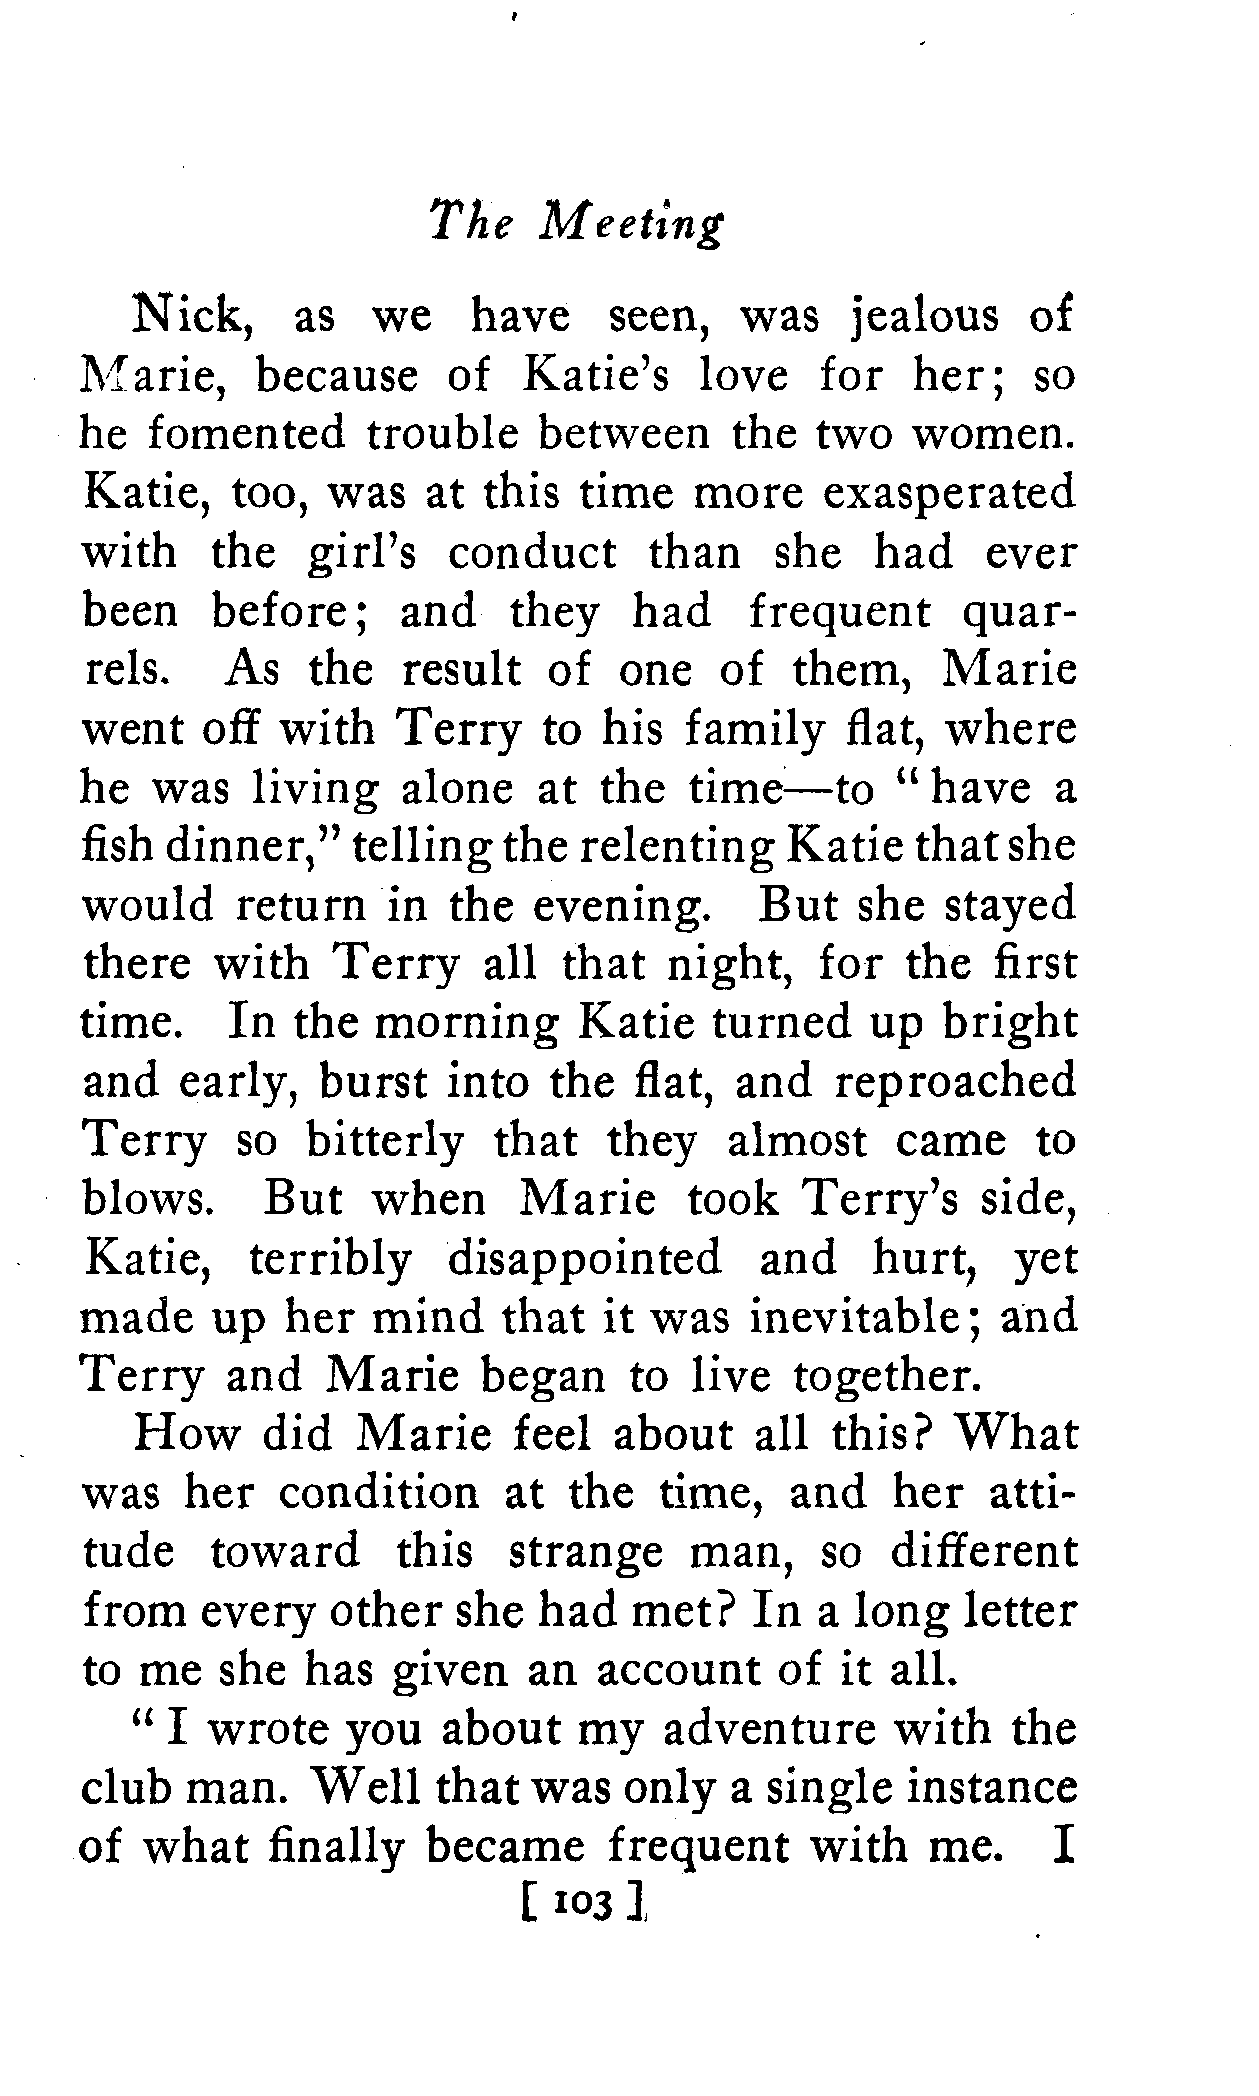 The Meeting
Nick, as we have seen, was jealous of
Marie, because of Katie's love for her; so
he fomented trouble between the two women.
Katie, too, was at this time more exasperated
with the girl's conduct than she had ever
been before; and they had frequent quar-
rels. As the result of one of them, Marie
went off with Terry to his family flat, where
he was living alone at the time—to "have a
fish dinner," telling the relenting Katie that she
would return in the evening. But she stayed
there with Terry all that night, for the first
time. In the morning Katie turned up bright
and early, burst into the flat, and reproached
Terry so bitterly that they almost came to
blows. But when Marie took Terry's side,
Katie, terribly disappointed and hurt, yet
made up her mind that it was inevitable; and
Terry and Marie began to live together.
How did Marie feel about all this? What
was her condition at the time, and her atti-
tude toward this strange man, so different
from every other she had met? In a long letter
to me she has given an account of it all.
"I wrote you about my adventure with the
club man. Well that was only a single instance
of what finally became frequent with me. I
[ 103 ]